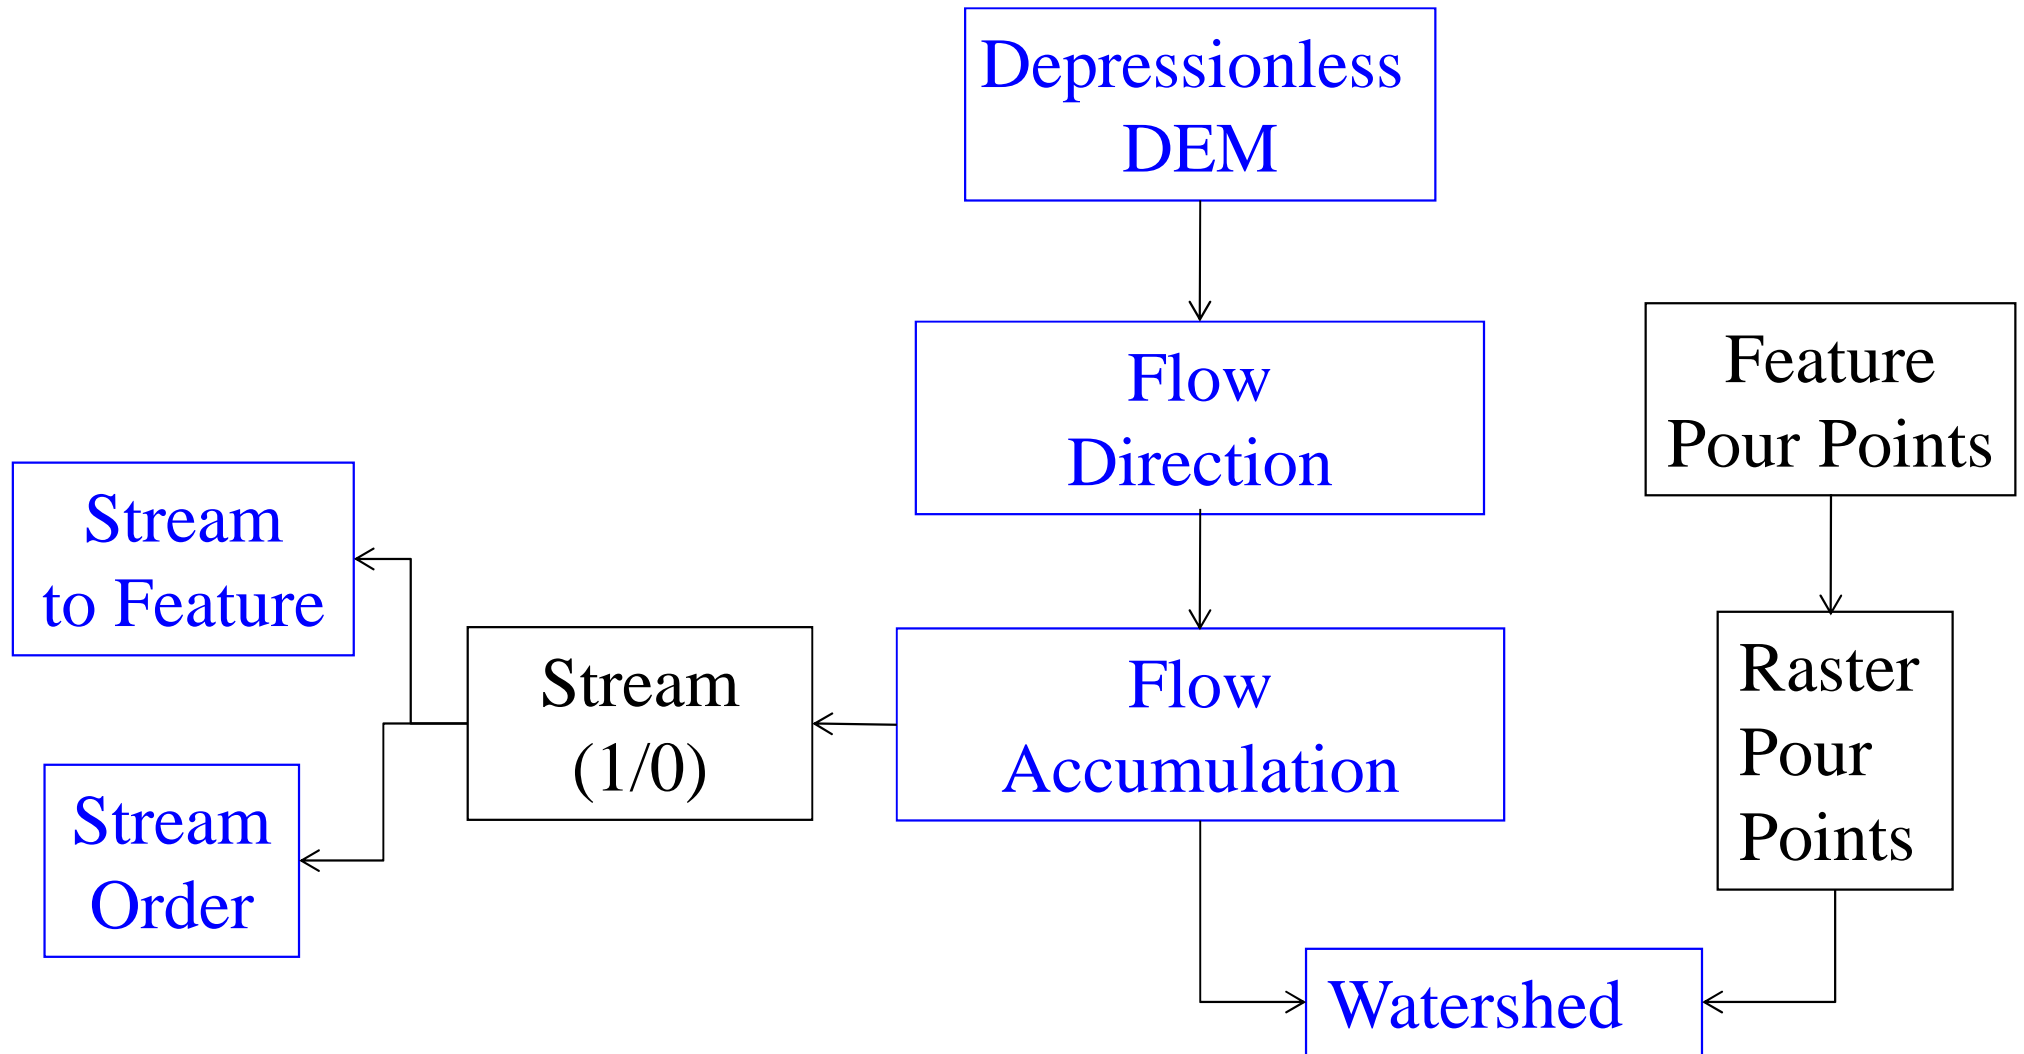 Depressionless
DEM
Flow
Direction
Feature
Pour Points
Stream
to Feature
Stream
(1/0)
Flow
Accumulation
Raster
Pour
Points
Stream
Order
Watershed